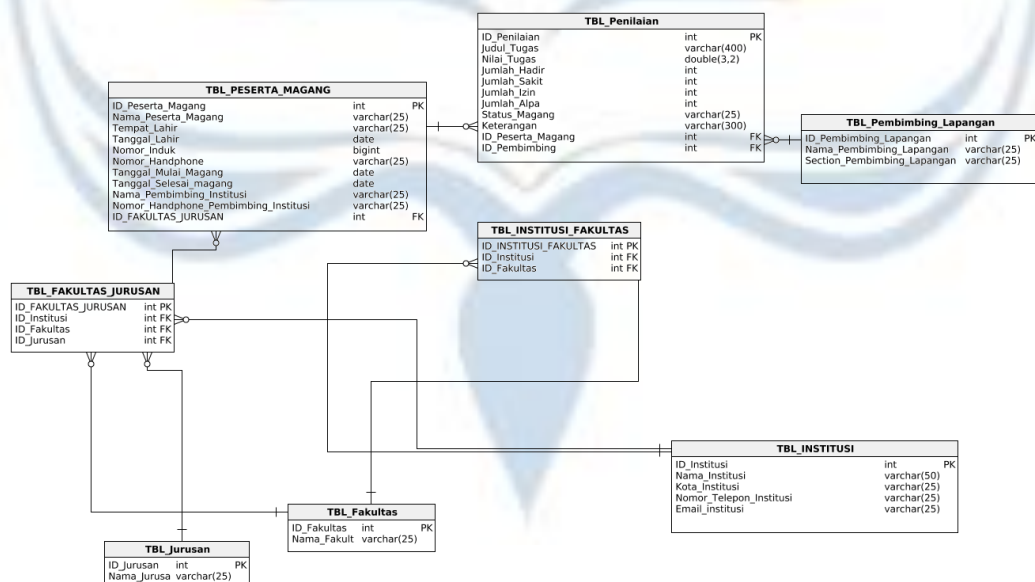 TBL_Penilaian
ID_Penilaian int PK
Judul_Tugas varchar(400)
Nilai_Tugas double(3,2)
Jumlah_Hadir int
Jumlah_Sakit int
Jumlah_Izin int
Jumlah_Alpa int
Status_Magang varchar(25)
Keterangan varchar(300)
ID_Peserta_Magang int FK
ID_Pembimbing int FK
TBL_PESERTA_MAGANG
ID_Peserta_Magang int PK
Nama_Peserta_Magang varchar(25)
Tempat_Lahir varchar(25)
Tanggal_Lahir date
Nomor_Induk bigint
Nomor_Handphone varchar(25)
Tanggal_Mulai_Magang date
Tanggal_Selesai_magang date
Nama_Pembimbing_Institusi varchar(25)
Nomor_Handphone_Pembimbing_Institusi varchar(25)
ID_FAKULTAS_JURUSAN int FK
TBL_Pembimbing_Lapangan
ID_Pembimbing_Lapangan int PK
Nama_Pembimbing_Lapangan varchar(25)
Section_Pembimbing_Lapangan varchar(25)
TBL_INSTITUSI_FAKULTAS
ID_INSTITUSI_FAKULTAS int PK
ID_Institusi int FK
ID_Fakultas int FK
TBL_FAKULTAS_JURUSAN
ID_FAKULTAS_JURUSAN int PK
ID_Institusi int FK
ID_Fakultas int FK
ID_Jurusan int FK
TBL_INSTITUSI
ID_Institusi int PK
Nama_Institusi varchar(50)
Kota_Institusi varchar(25)
Nomor_Telepon_Institusi varchar(25)
Email_institusi varchar(25)
TBL_Fakultas
ID_Fakultas int PK
Nama_Fakult varchar(25)
TBL_Jurusan
ID_Jurusan int PK
Nama_Jurusa varchar(25)